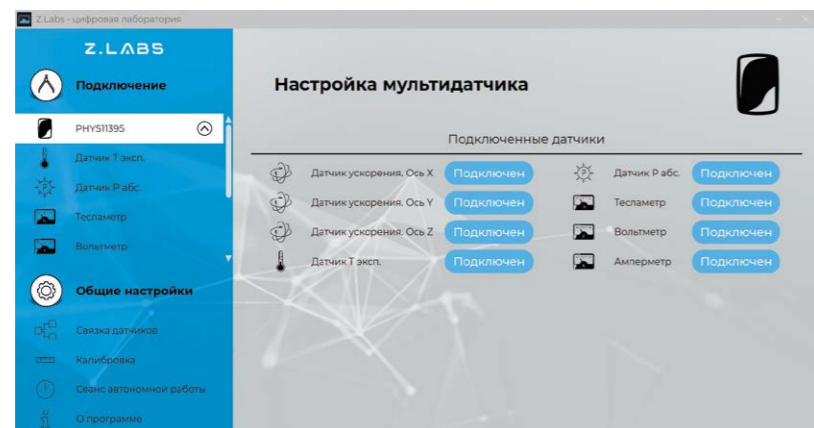 Z.Labs - цифровая лаборатория
Z.LABS
Подключение
PHYS11395
Датчик T эксп.
Датчик P абс.
Тесламетр
Вольтметр
Общие настройки
Связка датчиков
Калибровка
Сеанс автономной работы
О программе
Настройка мультидатчика
Подключенные датчики
Датчик ускорения. Ось X Подключен
Датчик P абс. Подключен
Датчик ускорения. Ось Y Подключен
Тесламетр Подключен
Датчик ускорения. Ось Z Подключен
Вольтметр Подключен
Датчик T эксп. Подключен
Амперметр Подключен